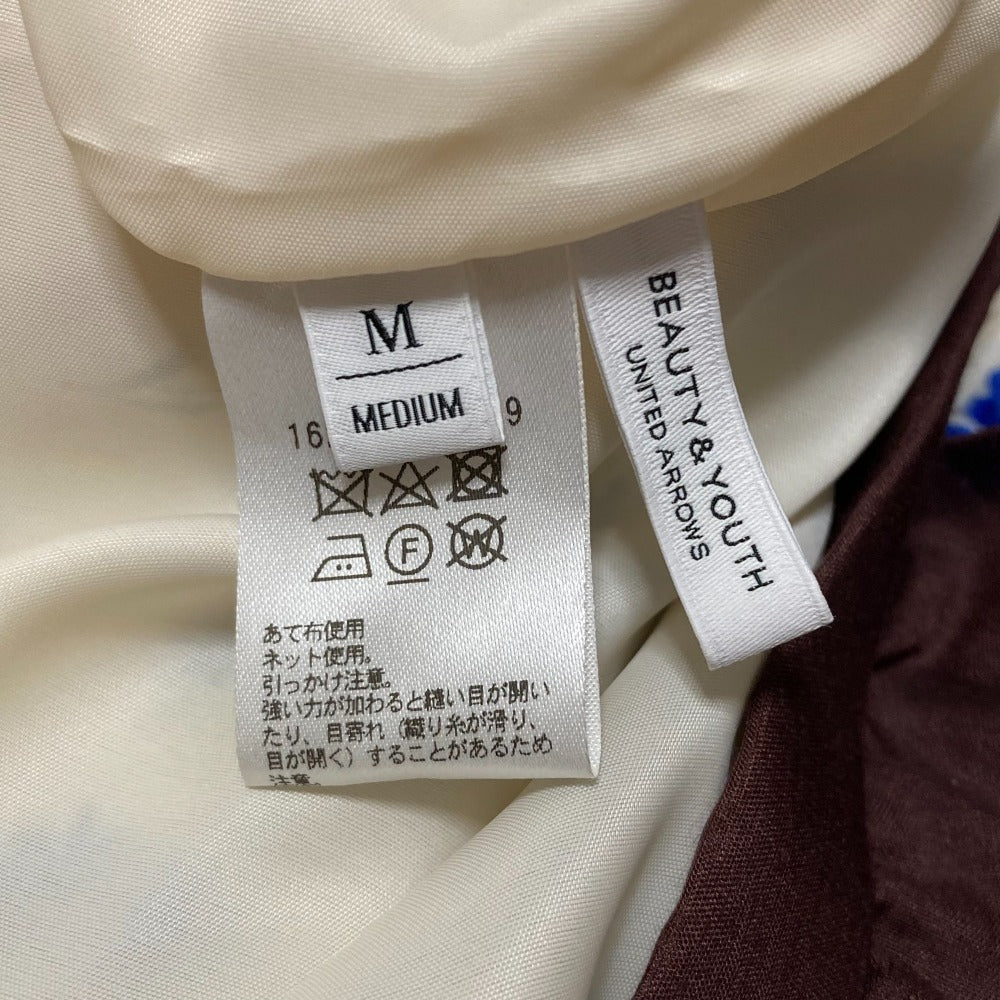 M
MEDIUM
16
9
F
W
あて布使用
ネット使用。
引っかけ注意。
強い力が加わると縫い目が開い
たり、目寄れ（織り糸が滑り、
目が開く）することがあるため
注意。
BEAUTY & YOUTH
UNITED ARROWS